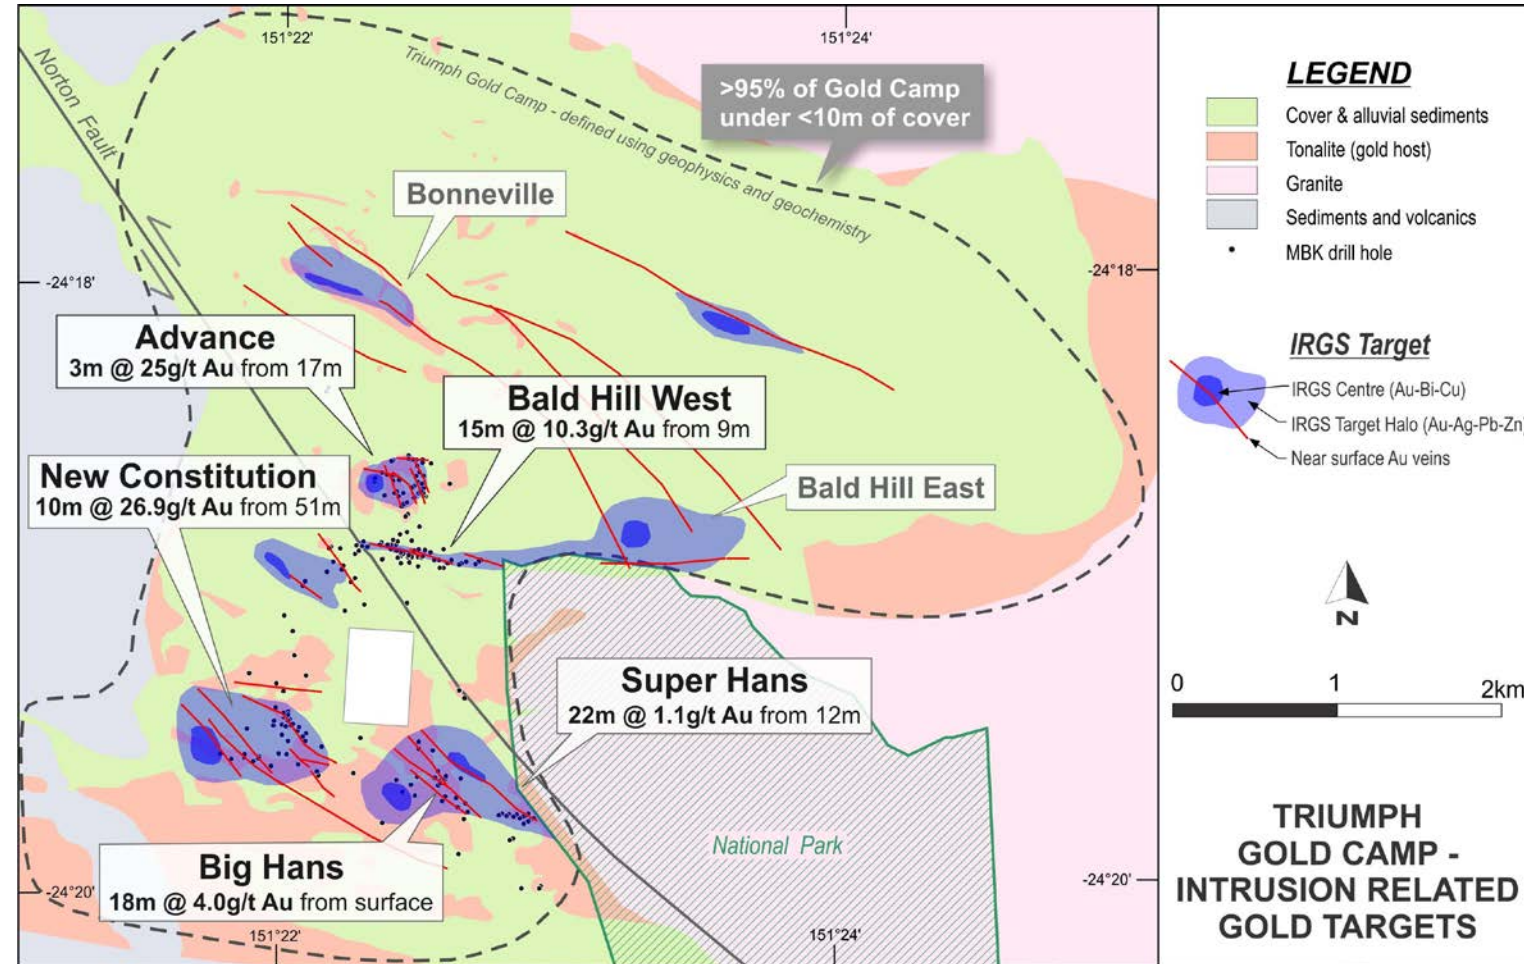 151°22'
151°24'
Norton Fault
Triumph Gold Camp - defined using geophysics and geochemistry
>95% of Gold Camp
under <10m of cover
Bonneville
-24°18'
-24°18'
Advance
3m @ 25g/t Au from 17m
Bald Hill West
15m @ 10.3g/t Au from 9m
New Constitution
10m @ 26.9g/t Au from 51m
Bald Hill East
Super Hans
22m @ 1.1g/t Au from 12m
National Park
Big Hans
18m @ 4.0g/t Au from surface
-24°20'
-24°20'
151°22'
151°24'
LEGEND
Cover & alluvial sediments
Tonalite (gold host)
Granite
Sediments and volcanics
MBK drill hole
IRGS Target
IRGS Centre (Au-Bi-Cu)
IRGS Target Halo (Au-Ag-Pb-Zn)
Near surface Au veins
N
0 1 2km
TRIUMPH
GOLD CAMP -
INTRUSION RELATED
GOLD TARGETS